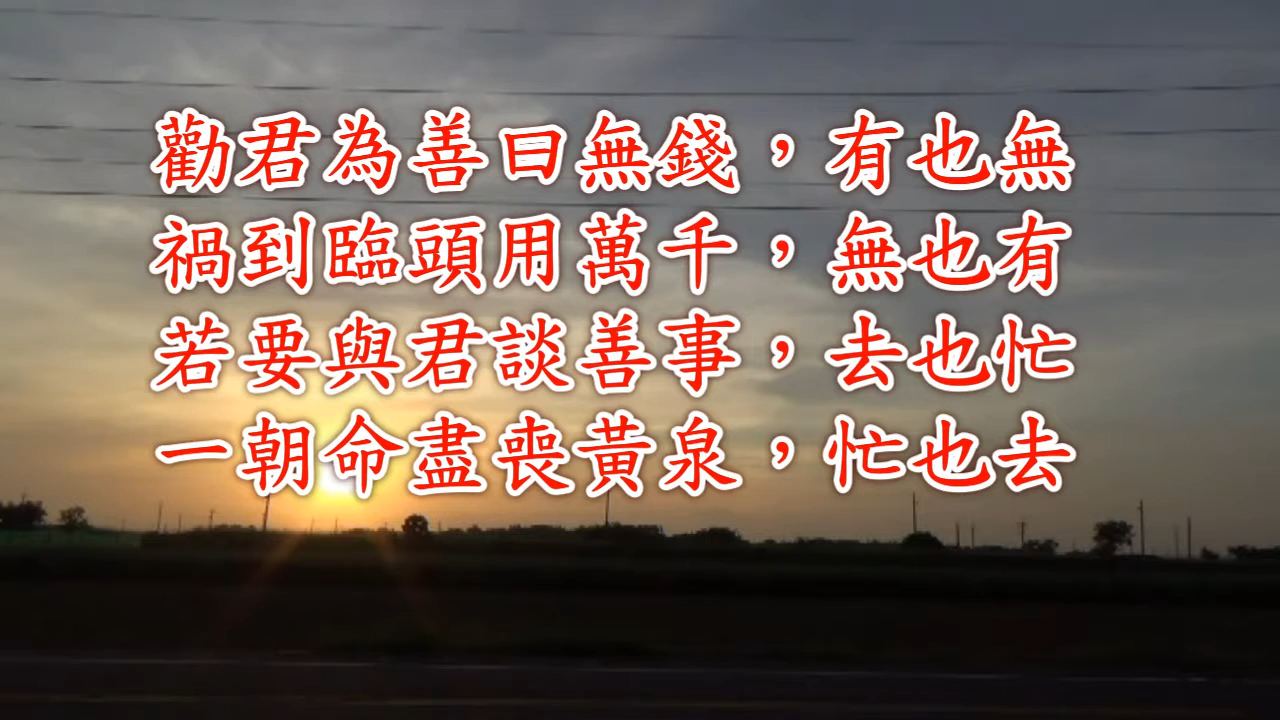 勸君為善曰無錢，有也無
禍到臨頭用萬千，無也有
若要與君談善事，去也忙
一朝命盡喪黃泉，忙也去